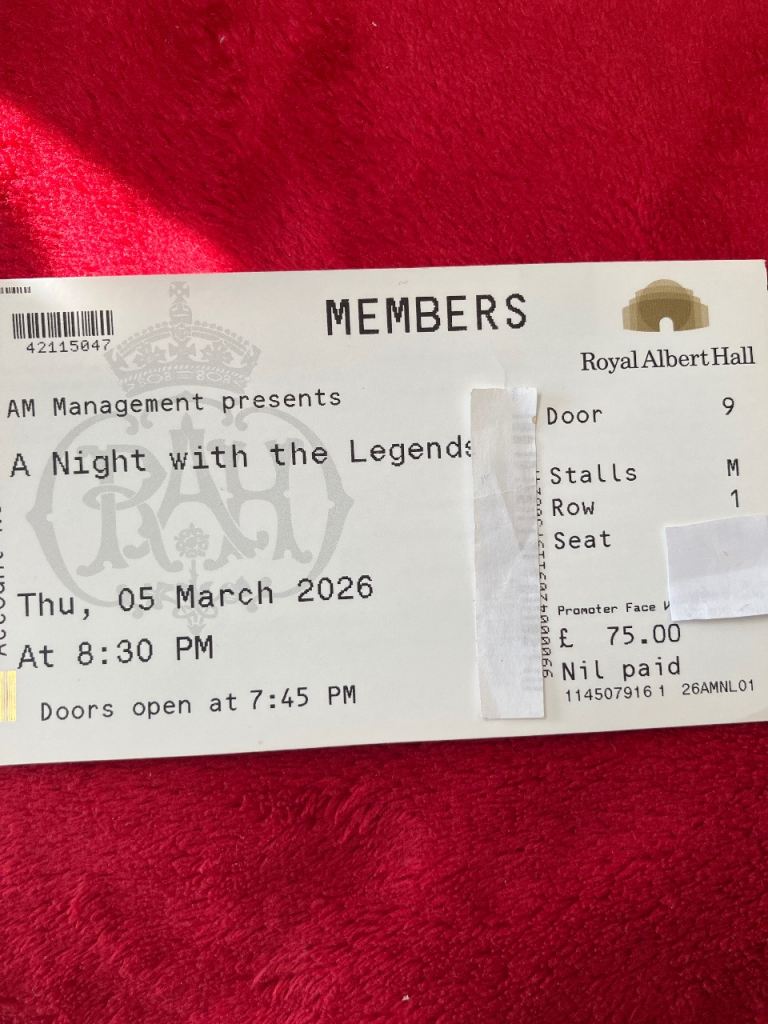 42115047
MEMBERS
Royal Albert Hall
AM Management presents
A Night with the Legends
Thu, 05 March 2026
At 8:30 PM
Doors open at 7:45 PM
RAH
Door 9
Stalls M
Row 1
Seat
Promoter Face
£ 75.00
Nil paid
114507916 1 26AMNL01